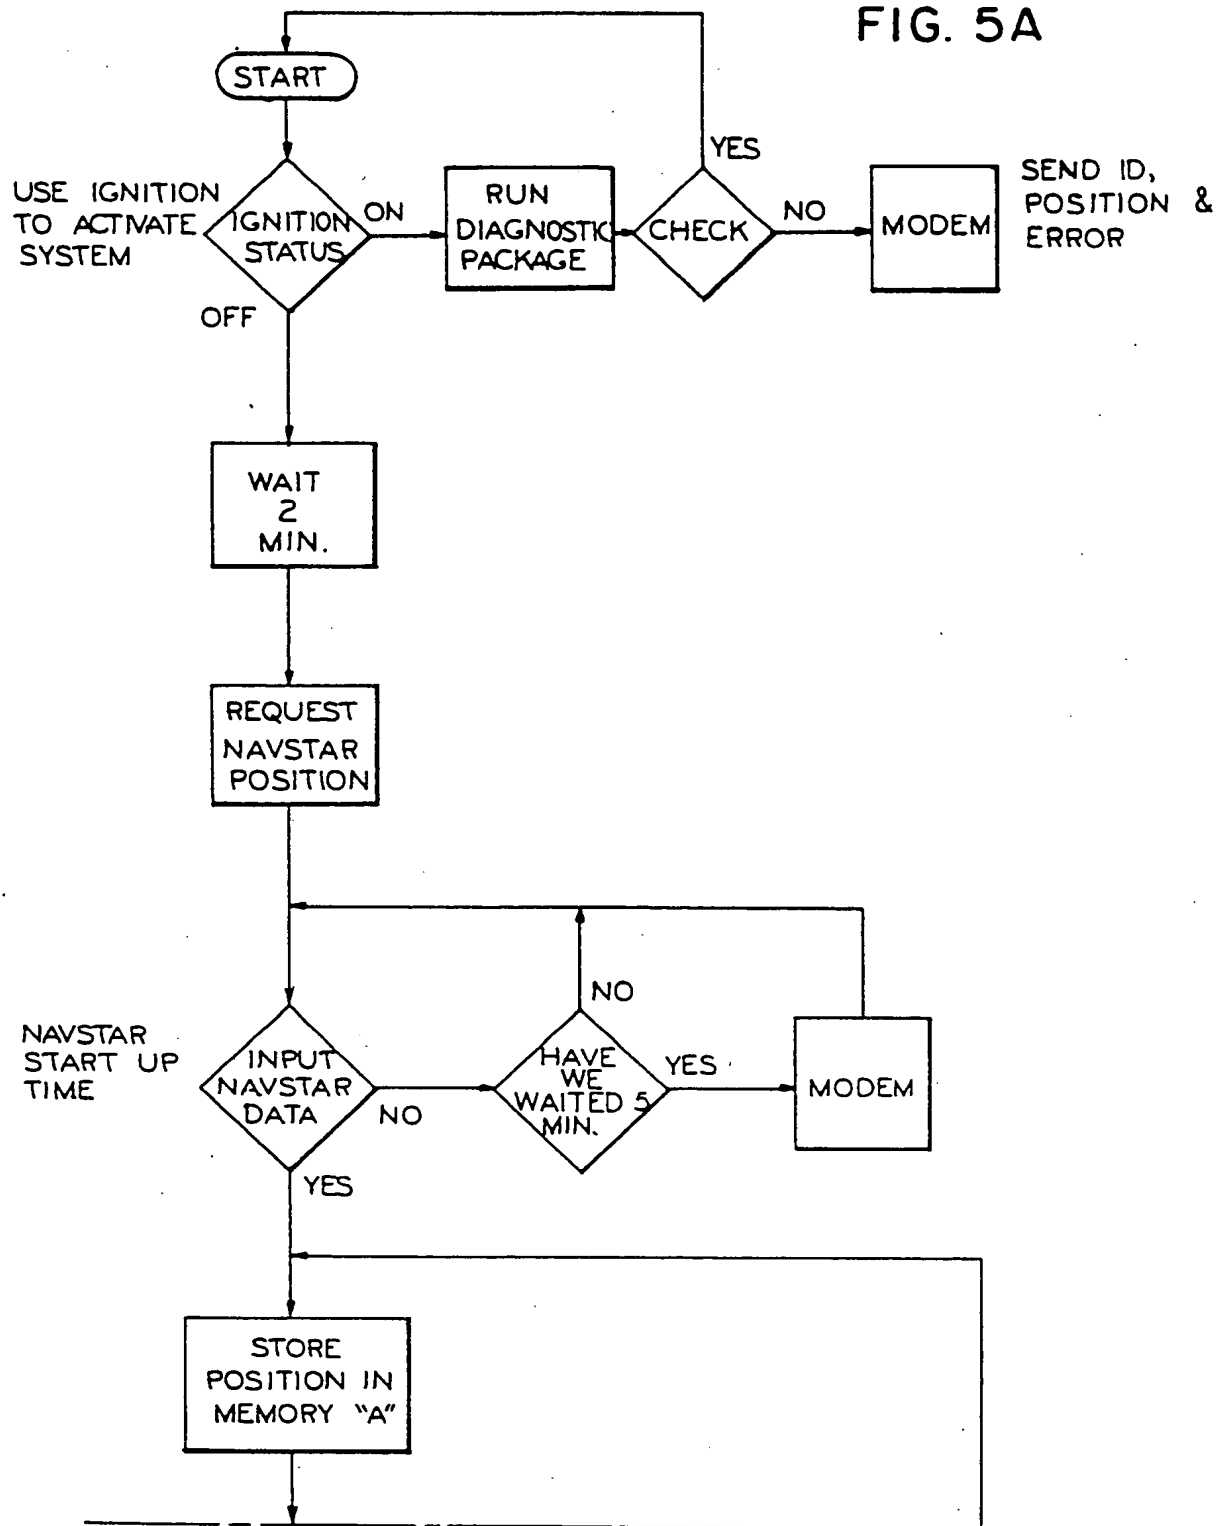 FIG. 5A
START
USE IGNITION
TO ACTIVATE
SYSTEM
IGNITION
STATUS
ON
OFF
RUN
DIAGNOSTIC
PACKAGE
CHECK
YES
NO
MODEM
SEND ID,
POSITION &
ERROR
WAIT
2
MIN.
REQUEST
NAVSTAR
POSITION
NAVSTAR
START UP
TIME
INPUT
NAVSTAR
DATA
NO
YES
HAVE
WE
WAITED 5
MIN.
NO
YES
MODEM
STORE
POSITION IN
MEMORY "A"